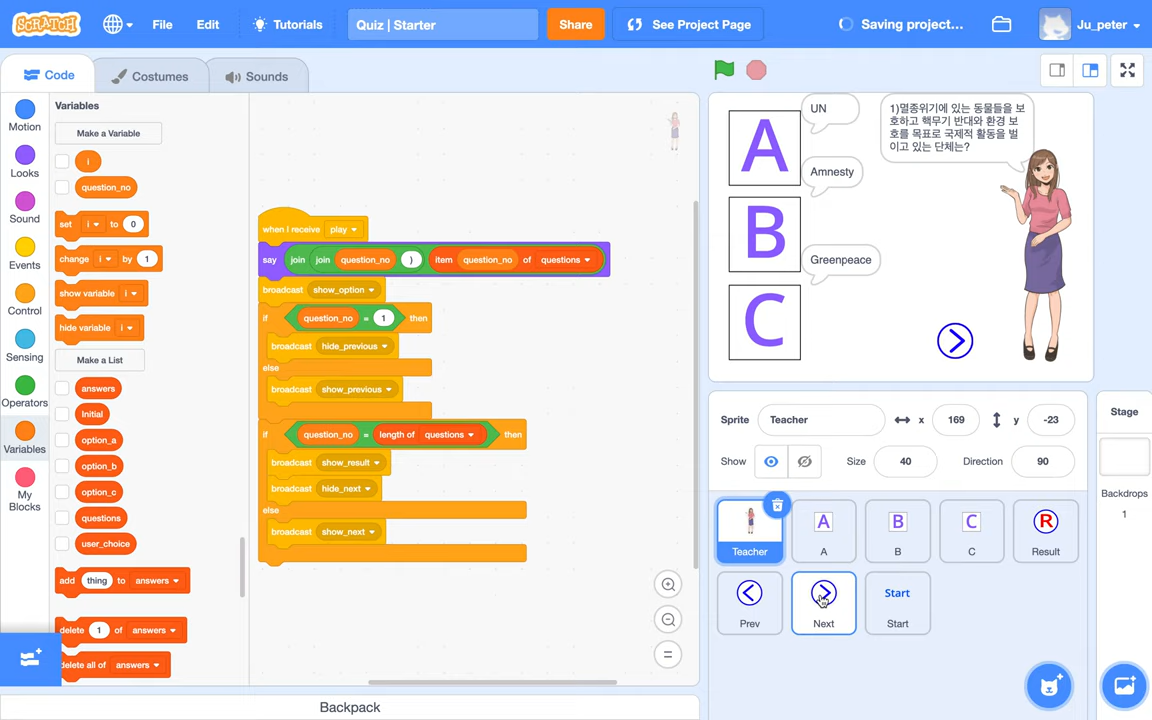 SCRATCH
File
Edit
Tutorials
Quiz | Starter
Share
See Project Page
Saving project...
Ju_peter
Code
Costumes
Sounds
Motion
Looks
Sound
Events
Control
Sensing
Operators
Variables
My
Blocks
Variables
Make a Variable
i
question_no
set i to 0
change i by 1
show variable i
hide variable i
Make a List
answers
Initial
option_a
option_b
option_c
questions
user_choice
add thing to answers
delete 1 of answers
delete all of answers
when I receive play
say join join question_no ) item question_no of questions
broadcast show_option
if question_no = 1 then
broadcast hide_previous
else
broadcast show_previous
if question_no = length of questions then
broadcast show_result
broadcast hide_next
else
broadcast show_next
Backpack
A
UN
B
Amnesty
C
Greenpeace
1)멸종위기에 있는 동물들을 보
호하고 핵무기 반대와 환경 보
호를 목표로 국제적 활동을 벌
이고 있는 단체는?
Sprite
Teacher
x
169
y
-23
Show
Size
40
Direction
90
Teacher
A
A
B
B
C
C
R
Result
Prev
Next
Start
Start
Stage
Backdrops
1